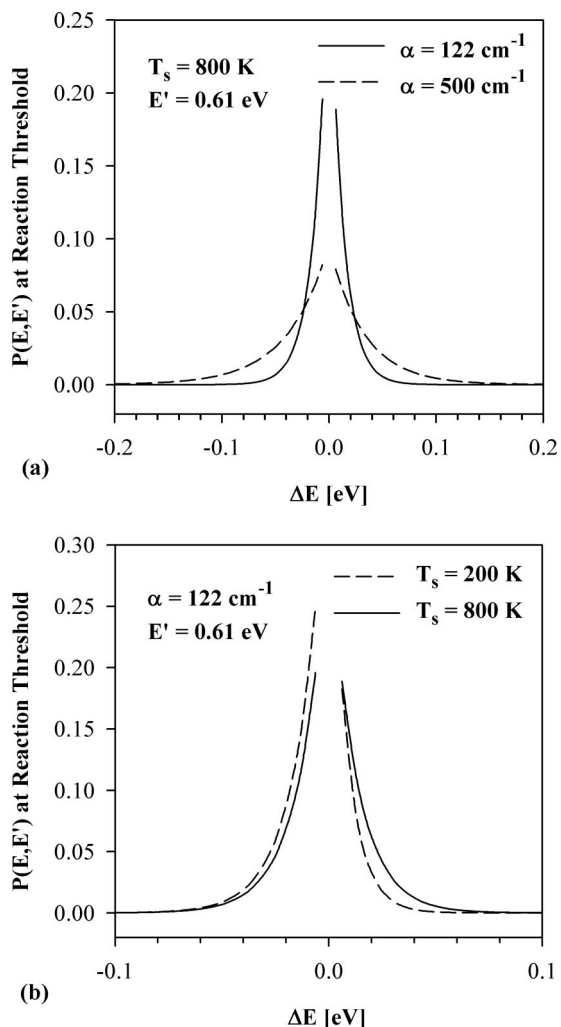 T_s = 800 K
E' = 0.61 eV
α = 122 cm⁻¹
α = 500 cm⁻¹
P(E,E') at Reaction Threshold
0.25
0.20
0.15
0.10
0.05
0.00
-0.2
-0.1
0.0
0.1
0.2
(a)
ΔE [eV]
α = 122 cm⁻¹
E' = 0.61 eV
T_s = 200 K
T_s = 800 K
P(E,E') at Reaction Threshold
0.30
0.25
0.20
0.15
0.10
0.05
0.00
-0.1
0.0
0.1
(b)
ΔE [eV]